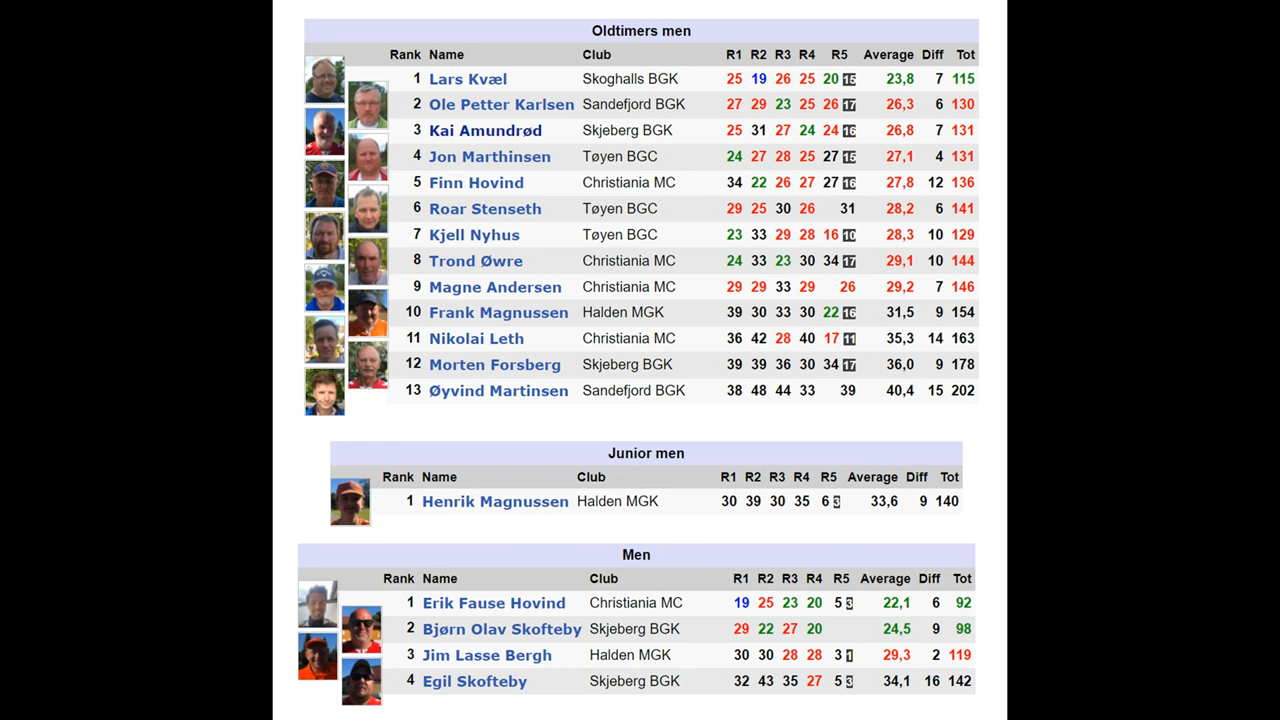 Oldtimers men
Rank Name Club R1 R2 R3 R4 R5 Average Diff Tot
1 Lars Kvæl Skoghalls BGK 25 19 26 25 20 15 23,8 7 115
2 Ole Petter Karlsen Sandefjord BGK 27 29 23 25 26 17 26,3 6 130
3 Kai Amundrød Skjeberg BGK 25 31 27 24 24 16 26,8 7 131
4 Jon Marthinsen Tøyen BGC 24 27 28 25 27 15 27,1 4 131
5 Finn Hovind Christiania MC 34 22 26 27 27 16 27,8 12 136
6 Roar Stenseth Tøyen BGC 29 25 30 26 31 28,2 6 141
7 Kjell Nyhus Tøyen BGC 23 33 29 28 16 10 28,3 10 129
8 Trond Øwre Christiania MC 24 33 23 30 34 17 29,1 10 144
9 Magne Andersen Christiania MC 29 29 33 29 26 29,2 7 146
10 Frank Magnussen Halden MGK 39 30 33 30 22 16 31,5 9 154
11 Nikolai Leth Christiania MC 36 42 28 40 17 11 35,3 14 163
12 Morten Forsberg Skjeberg BGK 39 39 36 30 34 17 36,0 9 178
13 Øyvind Martinsen Sandefjord BGK 38 48 44 33 39 40,4 15 202
Junior men
Rank Name Club R1 R2 R3 R4 R5 Average Diff Tot
1 Henrik Magnussen Halden MGK 30 39 30 35 6 3 33,6 9 140
Men
Rank Name Club R1 R2 R3 R4 R5 Average Diff Tot
1 Erik Fause Hovind Christiania MC 19 25 23 20 5 3 22,1 6 92
2 Bjørn Olav Skofteby Skjeberg BGK 29 22 27 20 24,5 9 98
3 Jim Lasse Bergh Halden MGK 30 30 28 28 3 1 29,3 2 119
4 Egil Skofteby Skjeberg BGK 32 43 35 27 5 3 34,1 16 142